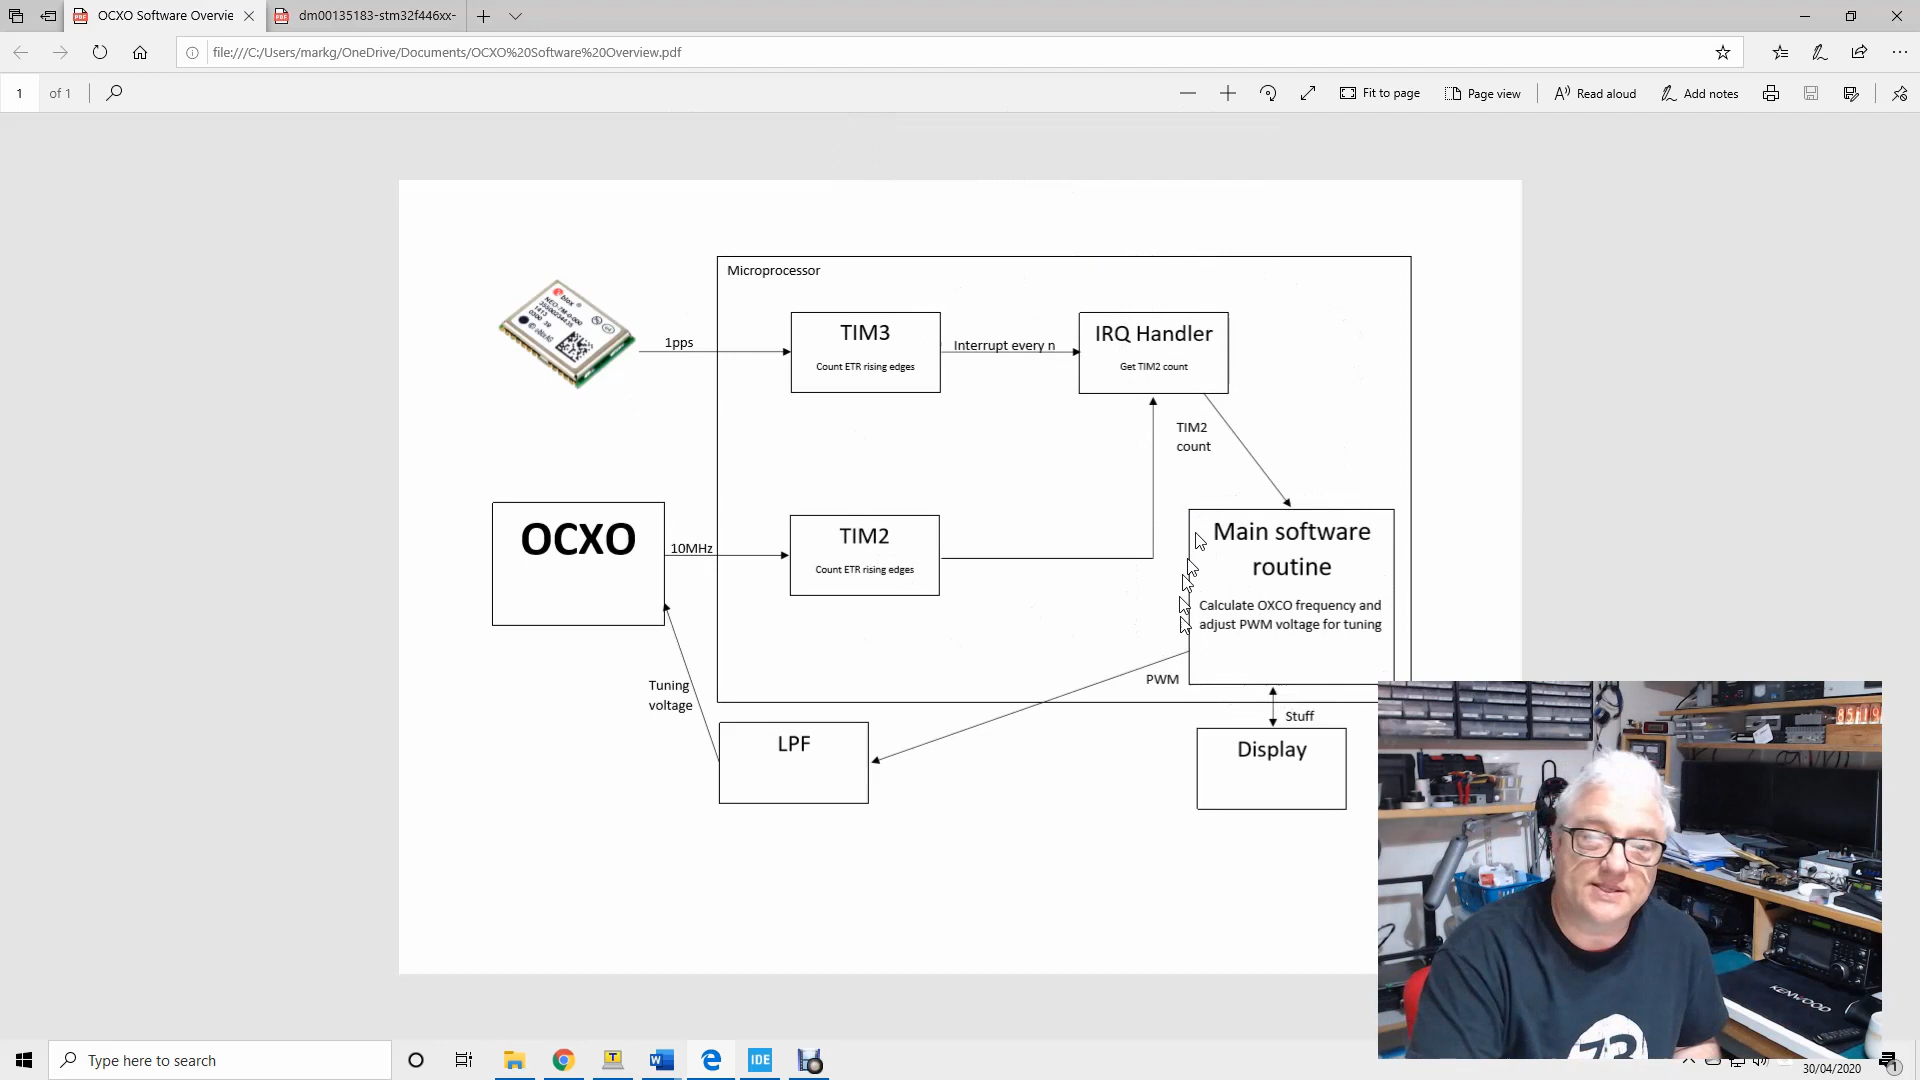 OCXO Software Overvie
dm00135183-stm32f446xx-
file:///C:/Users/markg/OneDrive/Documents/OCXO%20Software%20Overview.pdf
1 of 1
Fit to page
Page view
Read aloud
Add notes
Microprocessor
1pps
TIM3
Count ETR rising edges
Interrupt every n
IRQ Handler
Get TIM2 count
TIM2
count
OCXO
10MHz
TIM2
Count ETR rising edges
Main software
routine
Calculate OXCO frequency and
adjust PWM voltage for tuning
Tuning
voltage
PWM
LPF
Stuff
Display
KENWOOD
73
Type here to search
IDE
30/04/2020